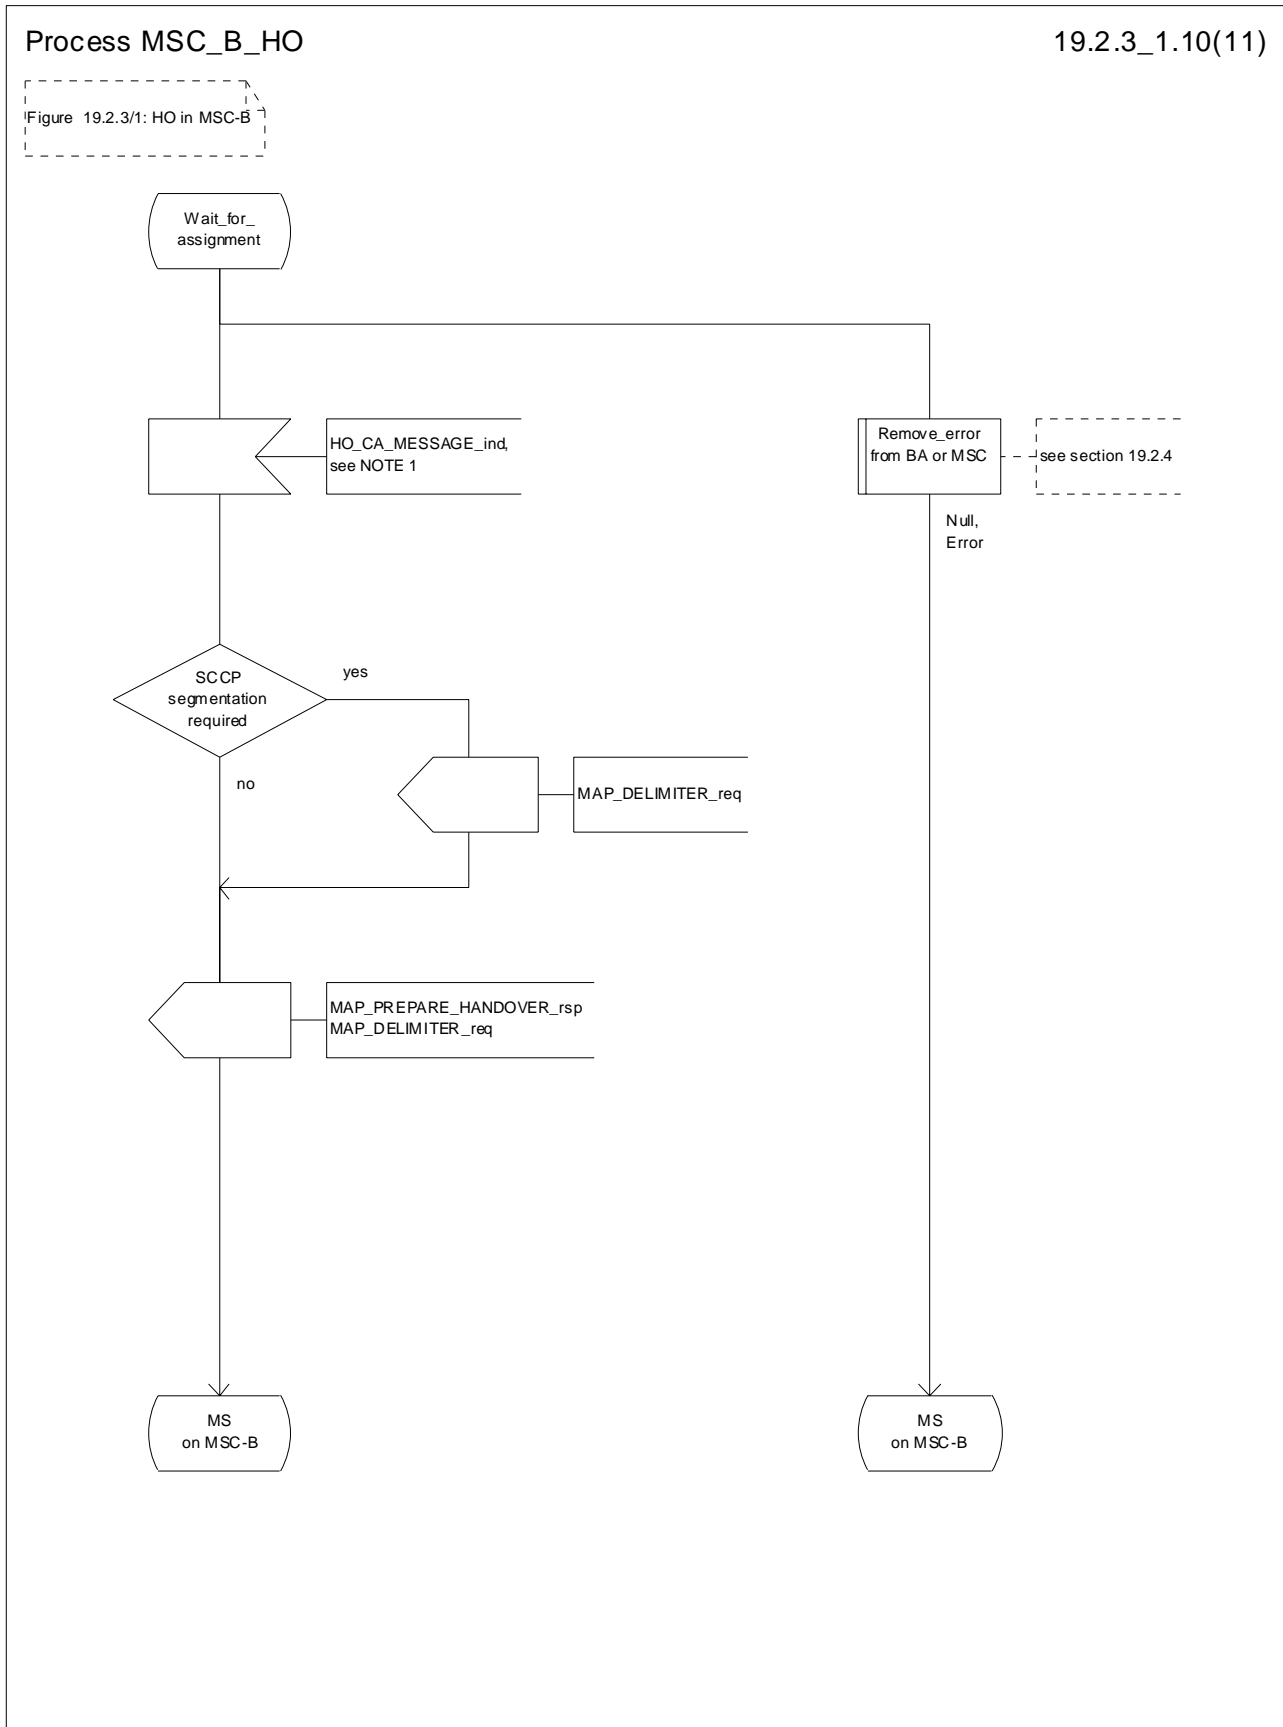 Process MSC_B_HO
19.2.3_1.10(11)
Figure 19.2.3/1: HO in MSC-B
Wait_for_
assignment
HO_CA_MESSAGE_ind,
see NOTE 1
Remove_error
from BA or MSC
see section 19.2.4
Null,
Error
SCCP
segmentation
required
yes
no
MAP_DELIMITER_req
MAP_PREPARE_HANDOVER_rsp
MAP_DELIMITER_req
MS
on MSC-B
MS
on MSC-B